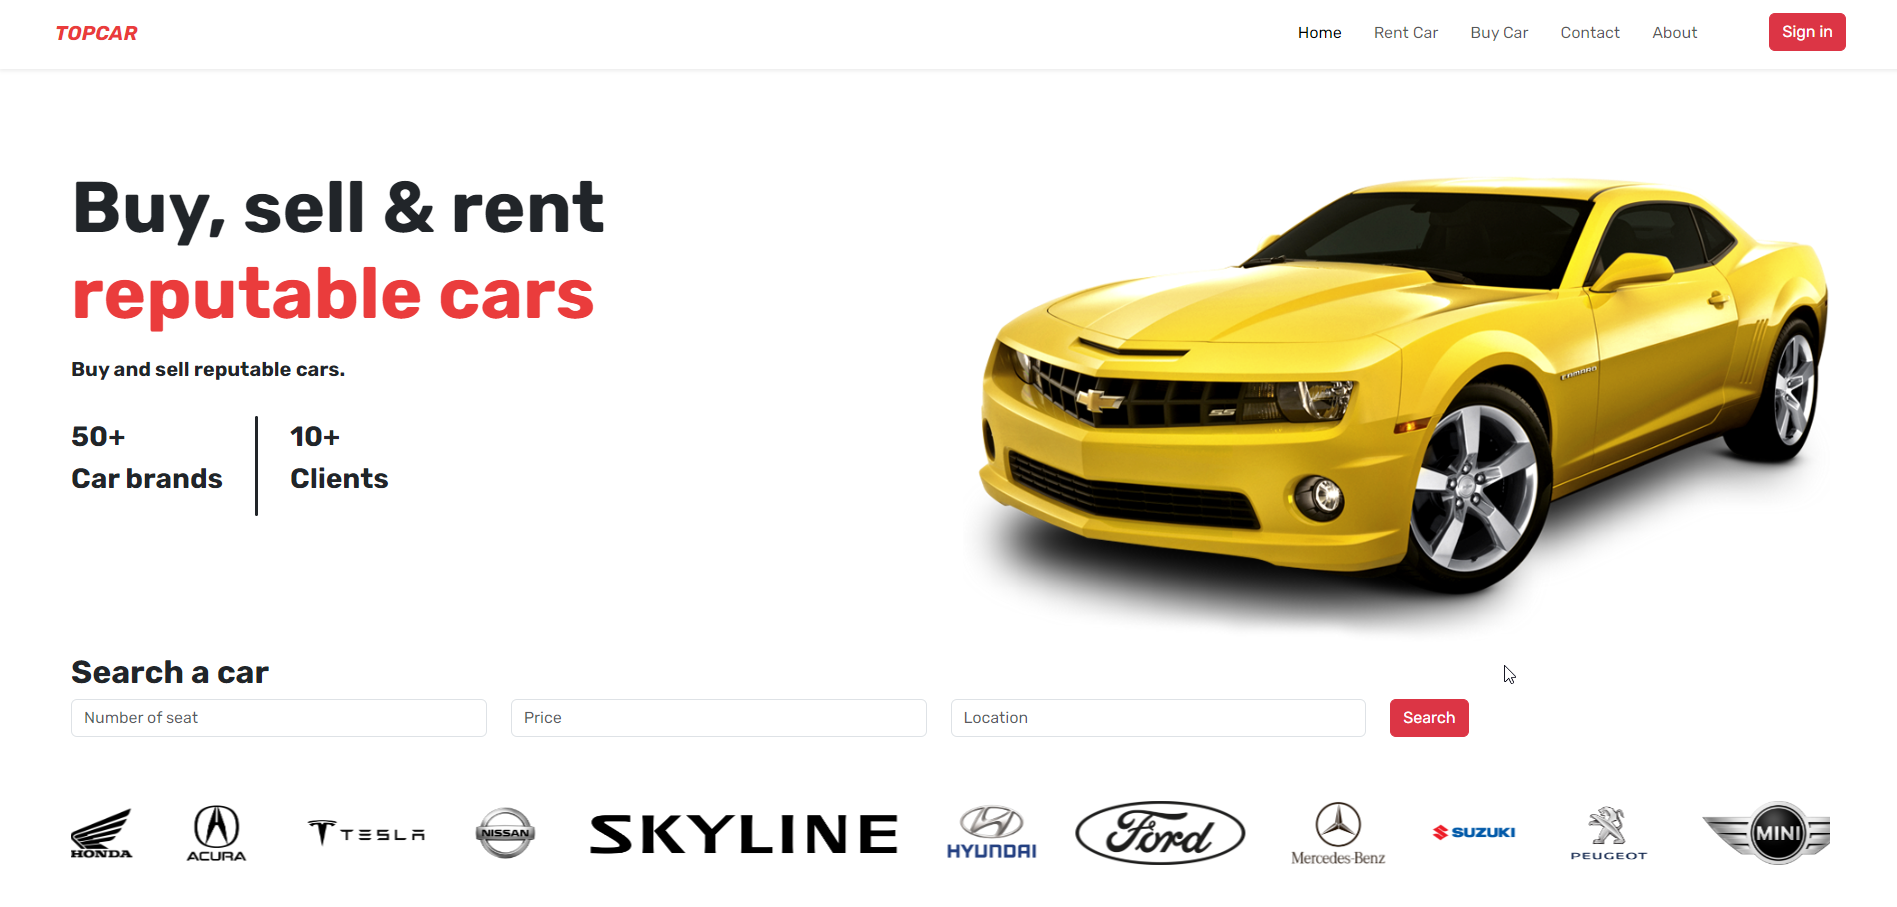 TOPCAR
Home Rent Car Buy Car Contact About Sign in
Buy, sell & rent
reputable cars
Buy and sell reputable cars.
50+
Car brands
10+
Clients
CAMARO
SS
Search a car
Number of seat
Price
Location
Search
HONDA
ACURA
TESLA
NISSAN
SKYLINE
HYUNDAI
Ford
Mercedes-Benz
SUZUKI
PEUGEOT
MINI